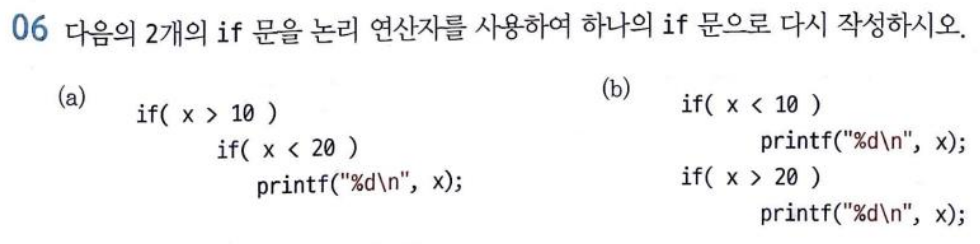 06 다음의 2개의 if 문을 논리 연산자를 사용하여 하나의 if 문으로 다시 작성하시오.
(a)
if( x > 10 )
if( x < 20 )
printf("%d\n", x);
(b)
if( x < 10 )
printf("%d\n", x);
if( x > 20 )
printf("%d\n", x);